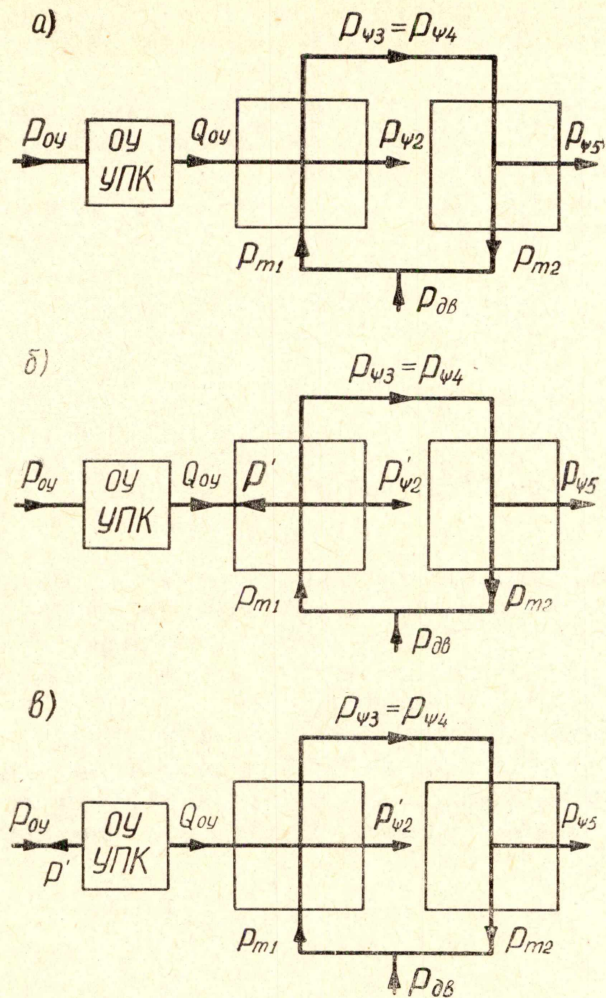 а)
Pψ3 = Pψ4
Pоу
ОУ
УПК
Qоу
Pψ2
Pψ5
Pm1
Pm2
Pдв
б)
Pψ3 = Pψ4
Pоу
ОУ
УПК
Qоу
P'
P'ψ2
Pψ5
Pm1
Pm2
Pдв
в)
Pψ3 = Pψ4
Pоу
P'
ОУ
УПК
Qоу
P'ψ2
Pψ5
Pm1
Pm2
Pдв